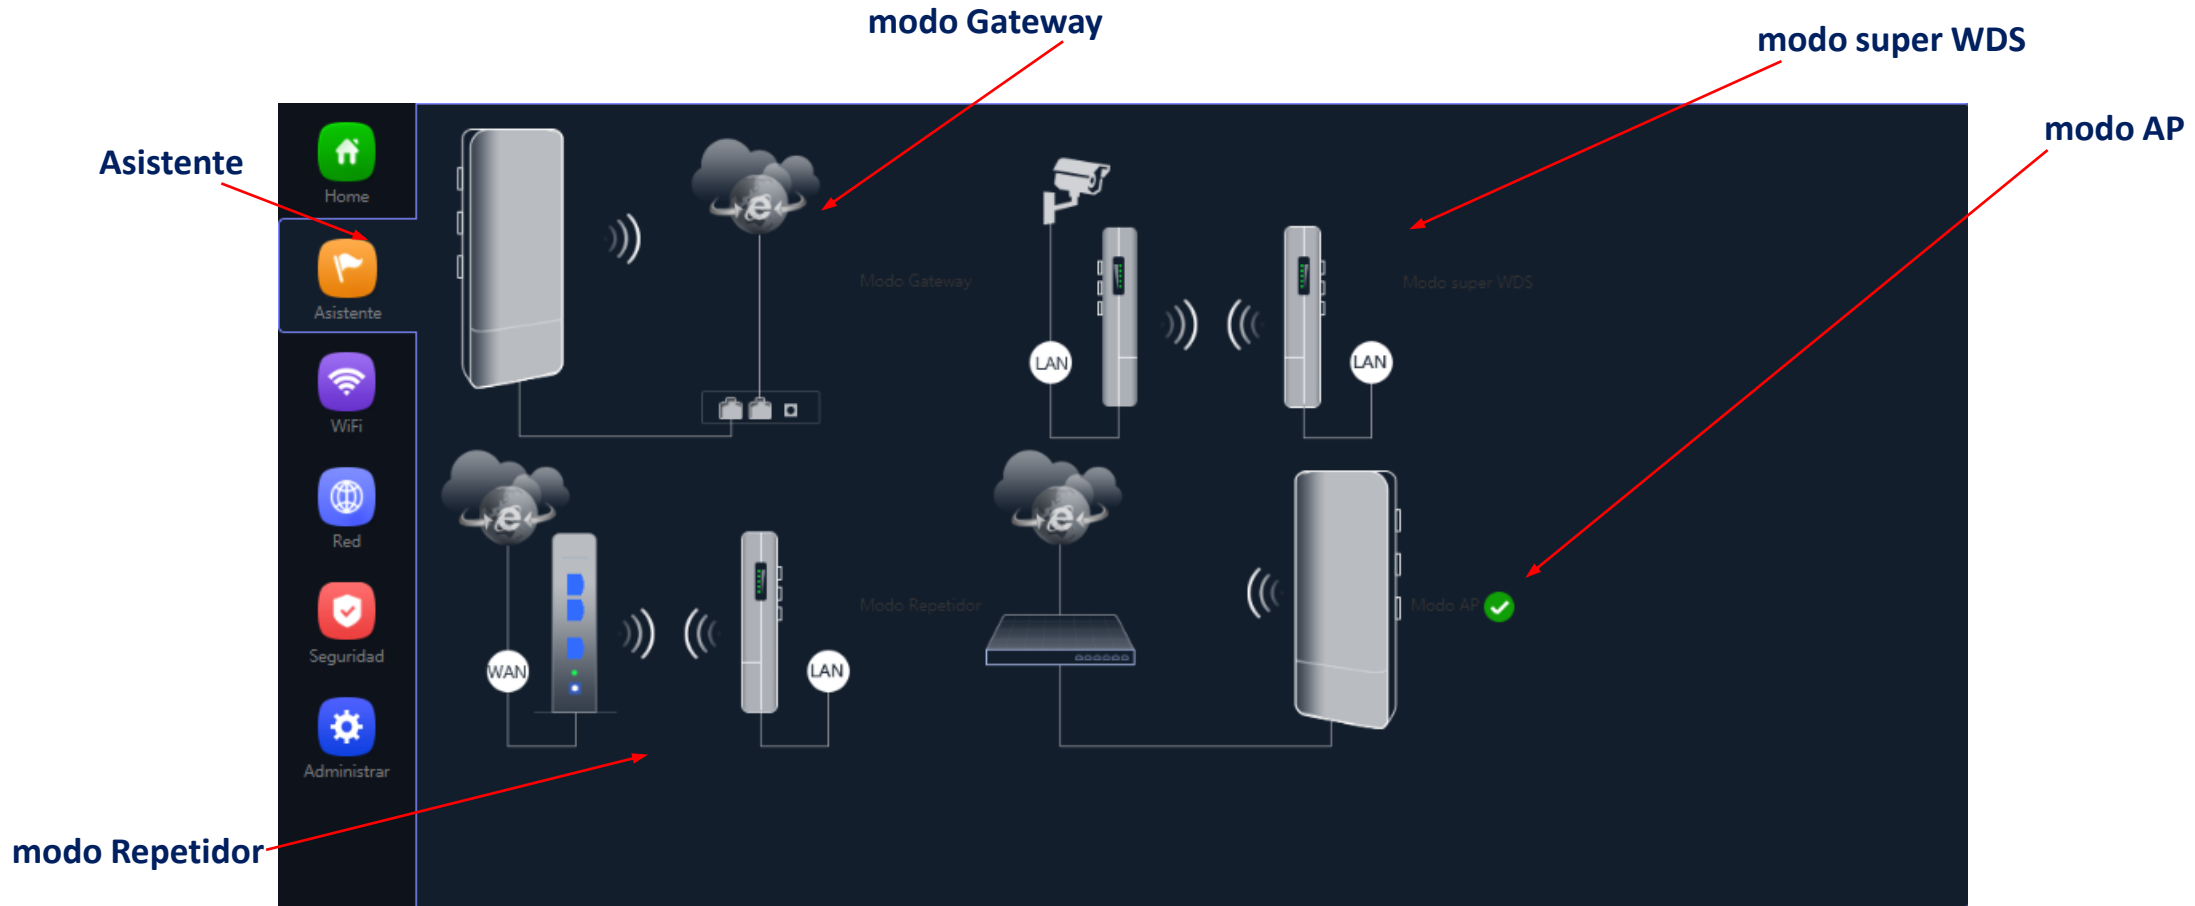 modo Gateway
modo super WDS
modo AP
Asistente
Home
Asistente
WiFi
Red
Seguridad
Administrar
Modo Gateway
LAN
LAN
Modo super WDS
WAN
LAN
Modo Repetidor
Modo AP
modo Repetidor